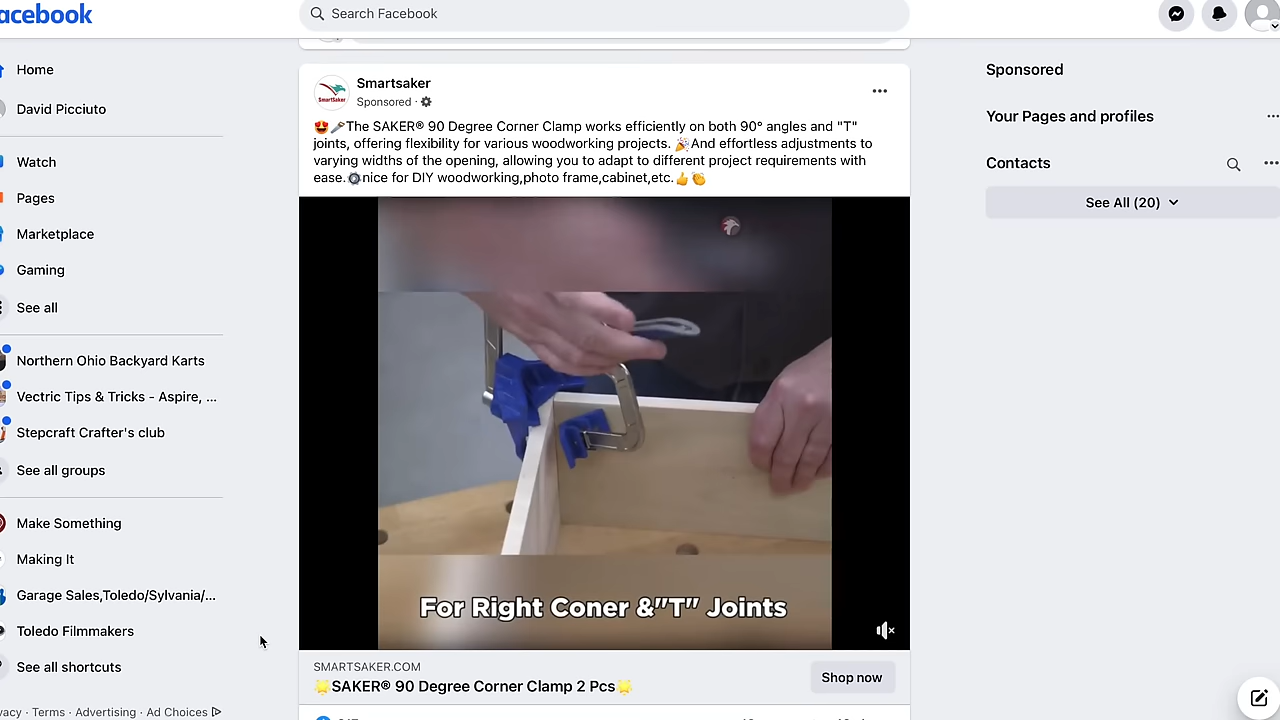 acebook
Search Facebook
Home
David Picciuto
Watch
Pages
Marketplace
Gaming
See all
Northern Ohio Backyard Karts
Vectric Tips & Tricks - Aspire, ...
Stepcraft Crafter's club
See all groups
Make Something
Making It
Garage Sales,Toledo/Sylvania/...
Toledo Filmmakers
See all shortcuts
vacy · Terms · Advertising · Ad Choices
SmartSaker
Smartsaker
Sponsored ·
😍🪚The SAKER® 90 Degree Corner Clamp works efficiently on both 90° angles and "T"
joints, offering flexibility for various woodworking projects. 🎉And effortless adjustments to
varying widths of the opening, allowing you to adapt to different project requirements with
ease.⚙️nice for DIY woodworking,photo frame,cabinet,etc.👍👏
For Right Coner &"T" Joints
SMARTSAKER.COM
🌟SAKER® 90 Degree Corner Clamp 2 Pcs🌟
Shop now
Sponsored
Your Pages and profiles
Contacts
See All (20)